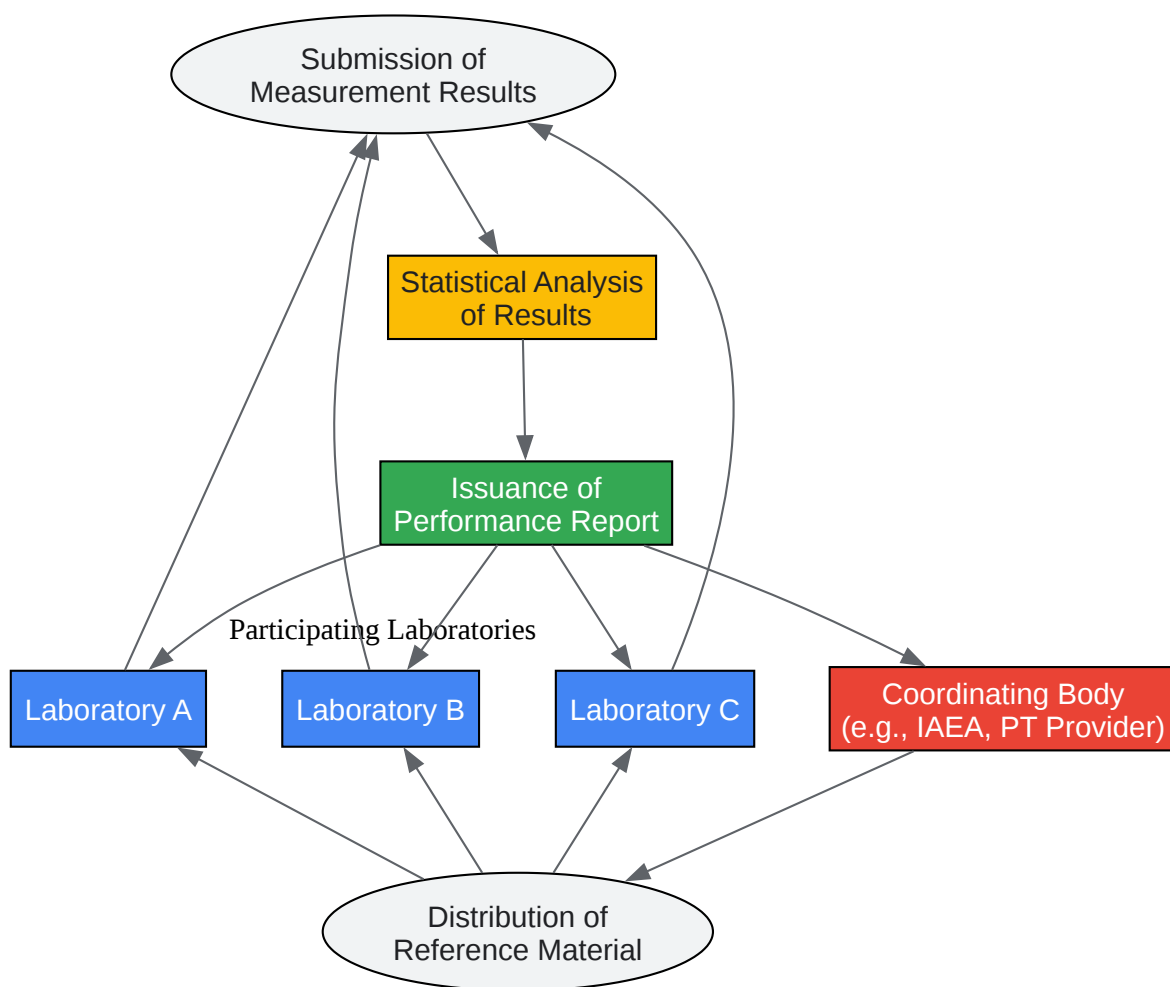 Submission of
Measurement Results
Statistical Analysis
of Results
Issuance of
Performance Report
Participating Laboratories
Laboratory A
Laboratory B
Laboratory C
Coordinating Body
(e.g., IAEA, PT Provider)
Distribution of
Reference Material